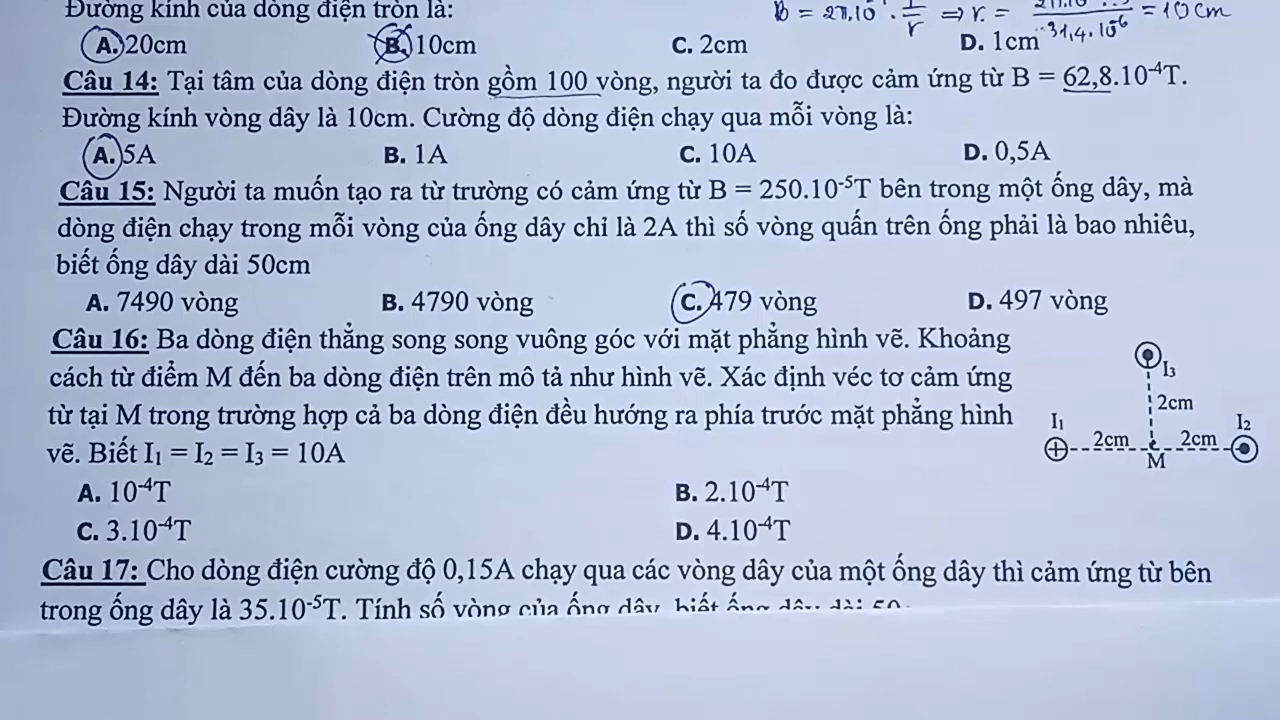 Đường kính của dòng điện tròn là:
B = 2π.10 . I/r ⇒ r = = 10 cm
31,4.10⁻⁶
A. 20cm B. 10cm C. 2cm D. 1cm
Câu 14: Tại tâm của dòng điện tròn gồm 100 vòng, người ta đo được cảm ứng từ B = 62,8.10⁻⁴T.
Đường kính vòng dây là 10cm. Cường độ dòng điện chạy qua mỗi vòng là:
A. 5A B. 1A C. 10A D. 0,5A
Câu 15: Người ta muốn tạo ra từ trường có cảm ứng từ B = 250.10⁻⁵T bên trong một ống dây, mà
dòng điện chạy trong mỗi vòng của ống dây chỉ là 2A thì số vòng quấn trên ống phải là bao nhiêu,
biết ống dây dài 50cm
A. 7490 vòng B. 4790 vòng C. 479 vòng D. 497 vòng
Câu 16: Ba dòng điện thẳng song song vuông góc với mặt phẳng hình vẽ. Khoảng
cách từ điểm M đến ba dòng điện trên mô tả như hình vẽ. Xác định véc tơ cảm ứng
từ tại M trong trường hợp cả ba dòng điện đều hướng ra phía trước mặt phẳng hình
vẽ. Biết I₁ = I₂ = I₃ = 10A
I₃
2cm
I₁ 2cm 2cm I₂
M
A. 10⁻⁴T B. 2.10⁻⁴T
C. 3.10⁻⁴T D. 4.10⁻⁴T
Câu 17: Cho dòng điện cường độ 0,15A chạy qua các vòng dây của một ống dây thì cảm ứng từ bên
trong ống dây là 35.10⁻⁵T. Tính số vòng của ống dây, biết ống dây dài 50